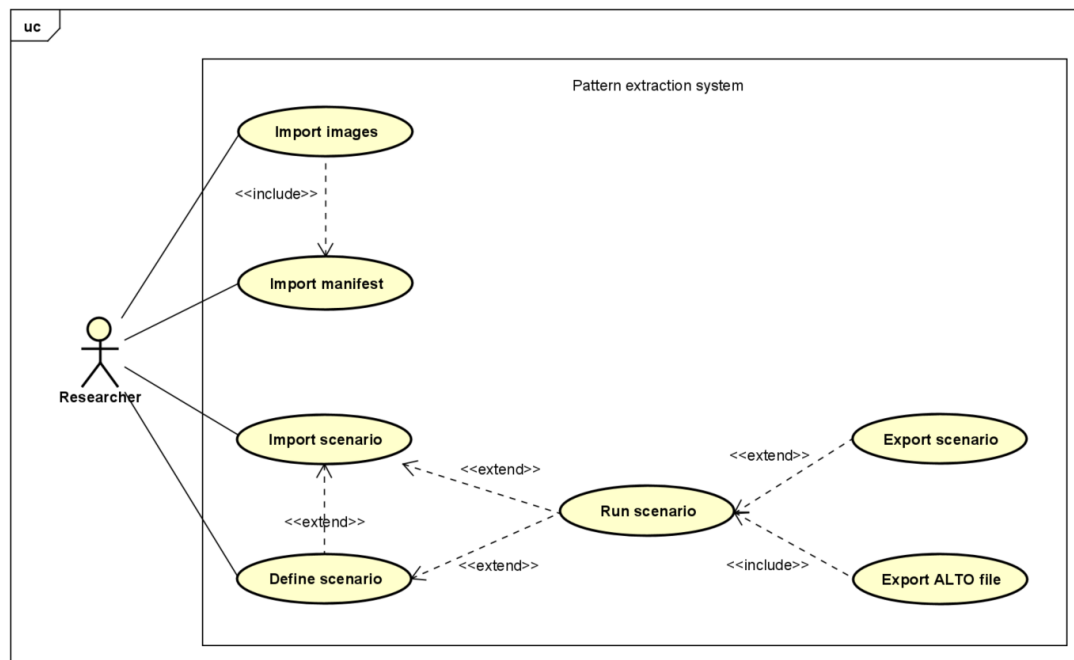 uc
Pattern extraction system
Import images
<<include>>
Import manifest
Researcher
Import scenario
Export scenario
<<extend>>
<<extend>>
Run scenario
<<extend>>
<<extend>>
<<include>>
Define scenario
Export ALTO file